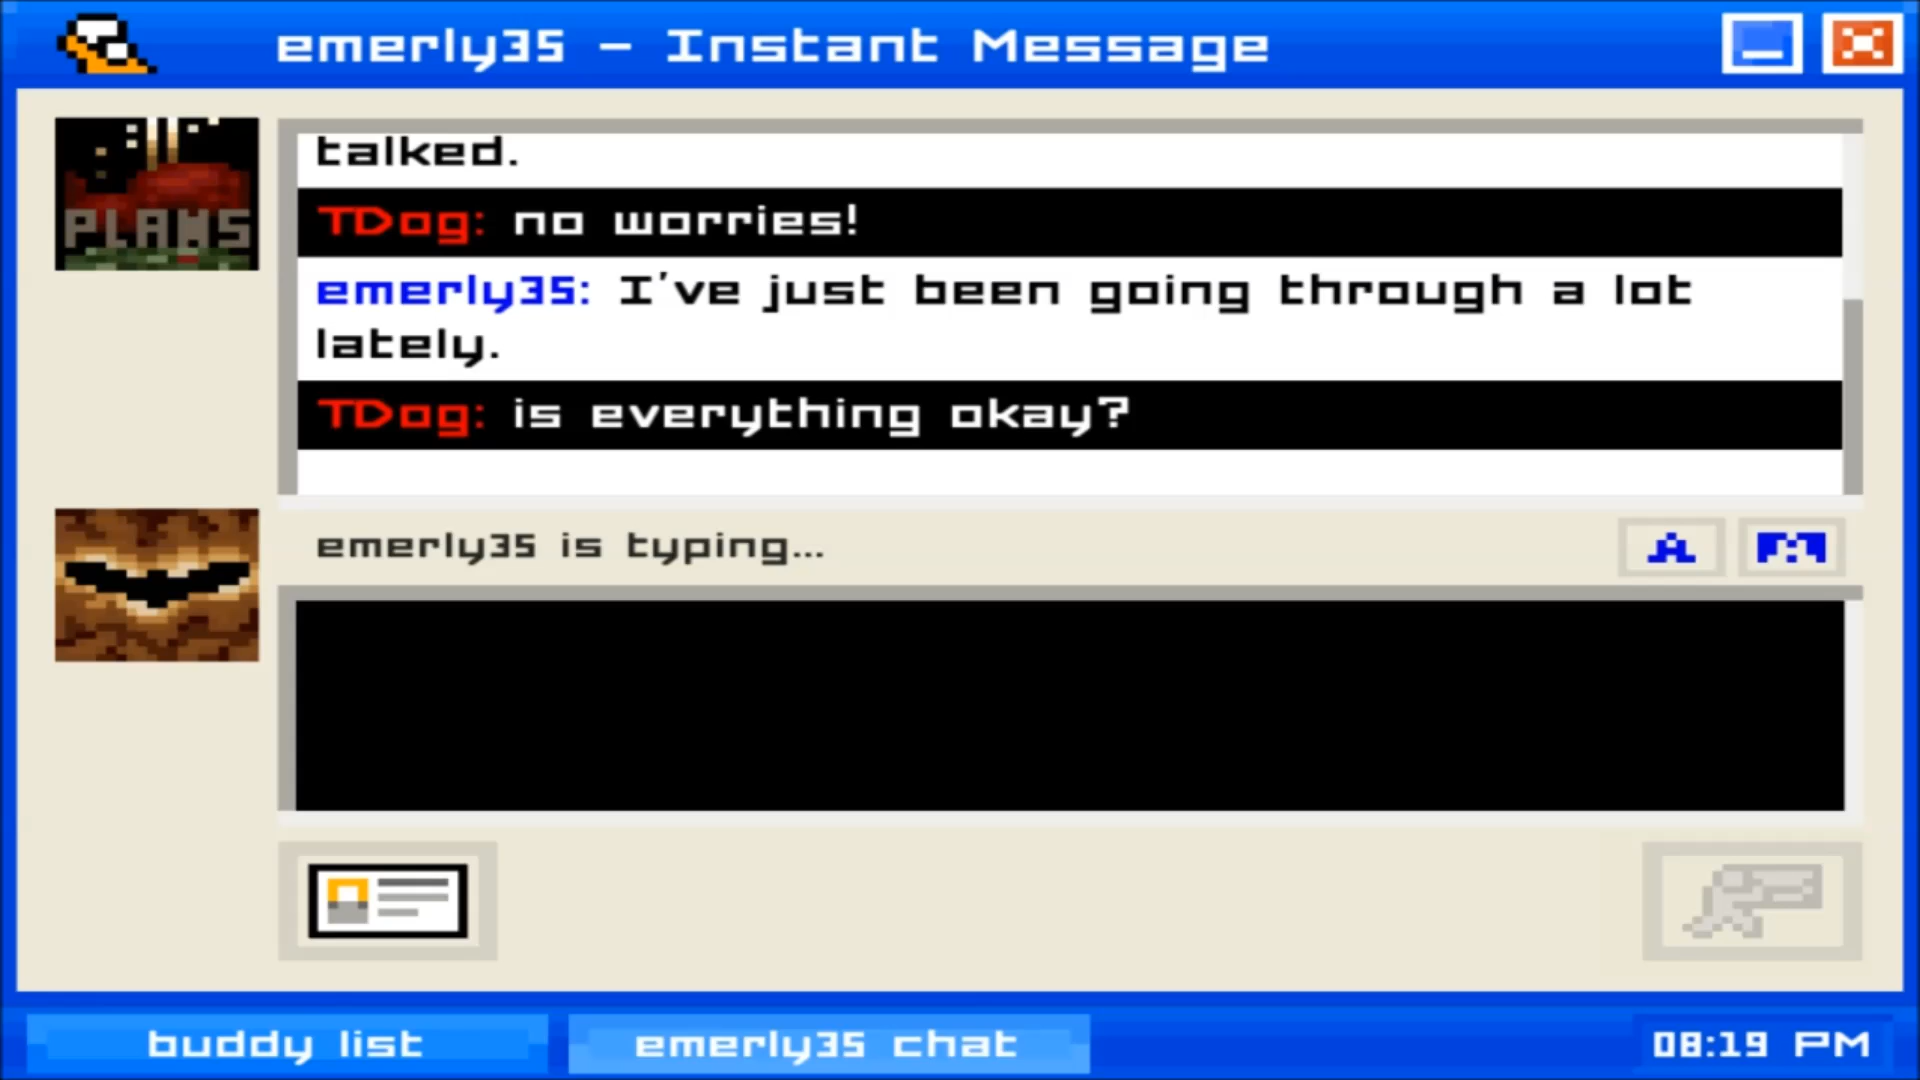 emerly35 - Instant Message
PLANS
talked.
TDog: no worries!
emerly35: I've just been going through a lot
lately.
TDog: is everything okay?
emerly35 is typing...
A A
buddy list
emerly35 chat
08:19 PM